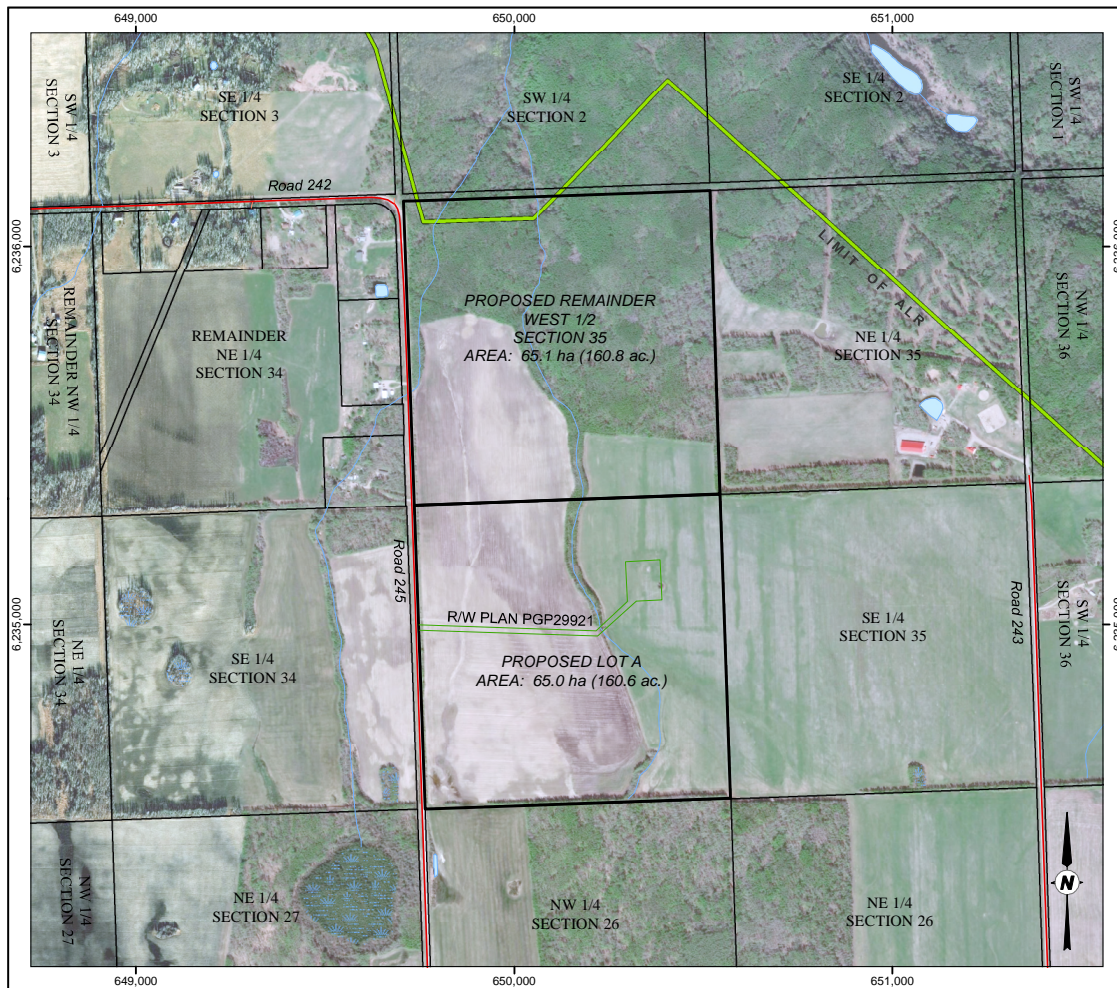 649,000
650,000
651,000
SW 1/4
SECTION 3
SE 1/4
SECTION 3
SW 1/4
SECTION 2
SE 1/4
SECTION 2
SW 1/4
SECTION 1
Road 242
6,236,000
6,236,000
LIMIT OF ALR
REMAINDER NW 1/4
SECTION 34
REMAINDER
NE 1/4
SECTION 34
PROPOSED REMAINDER
WEST 1/2
SECTION 35
AREA: 65.1 ha (160.8 ac.)
NE 1/4
SECTION 35
NW 1/4
SECTION 36
Road 245
Road 243
6,235,000
6,235,000
R/W PLAN PGP29921
NE 1/4
SECTION 34
SE 1/4
SECTION 34
PROPOSED LOT A
AREA: 65.0 ha (160.6 ac.)
SE 1/4
SECTION 35
SW 1/4
SECTION 36
NW 1/4
SECTION 27
NE 1/4
SECTION 27
NW 1/4
SECTION 26
NE 1/4
SECTION 26
N
649,000
650,000
651,000